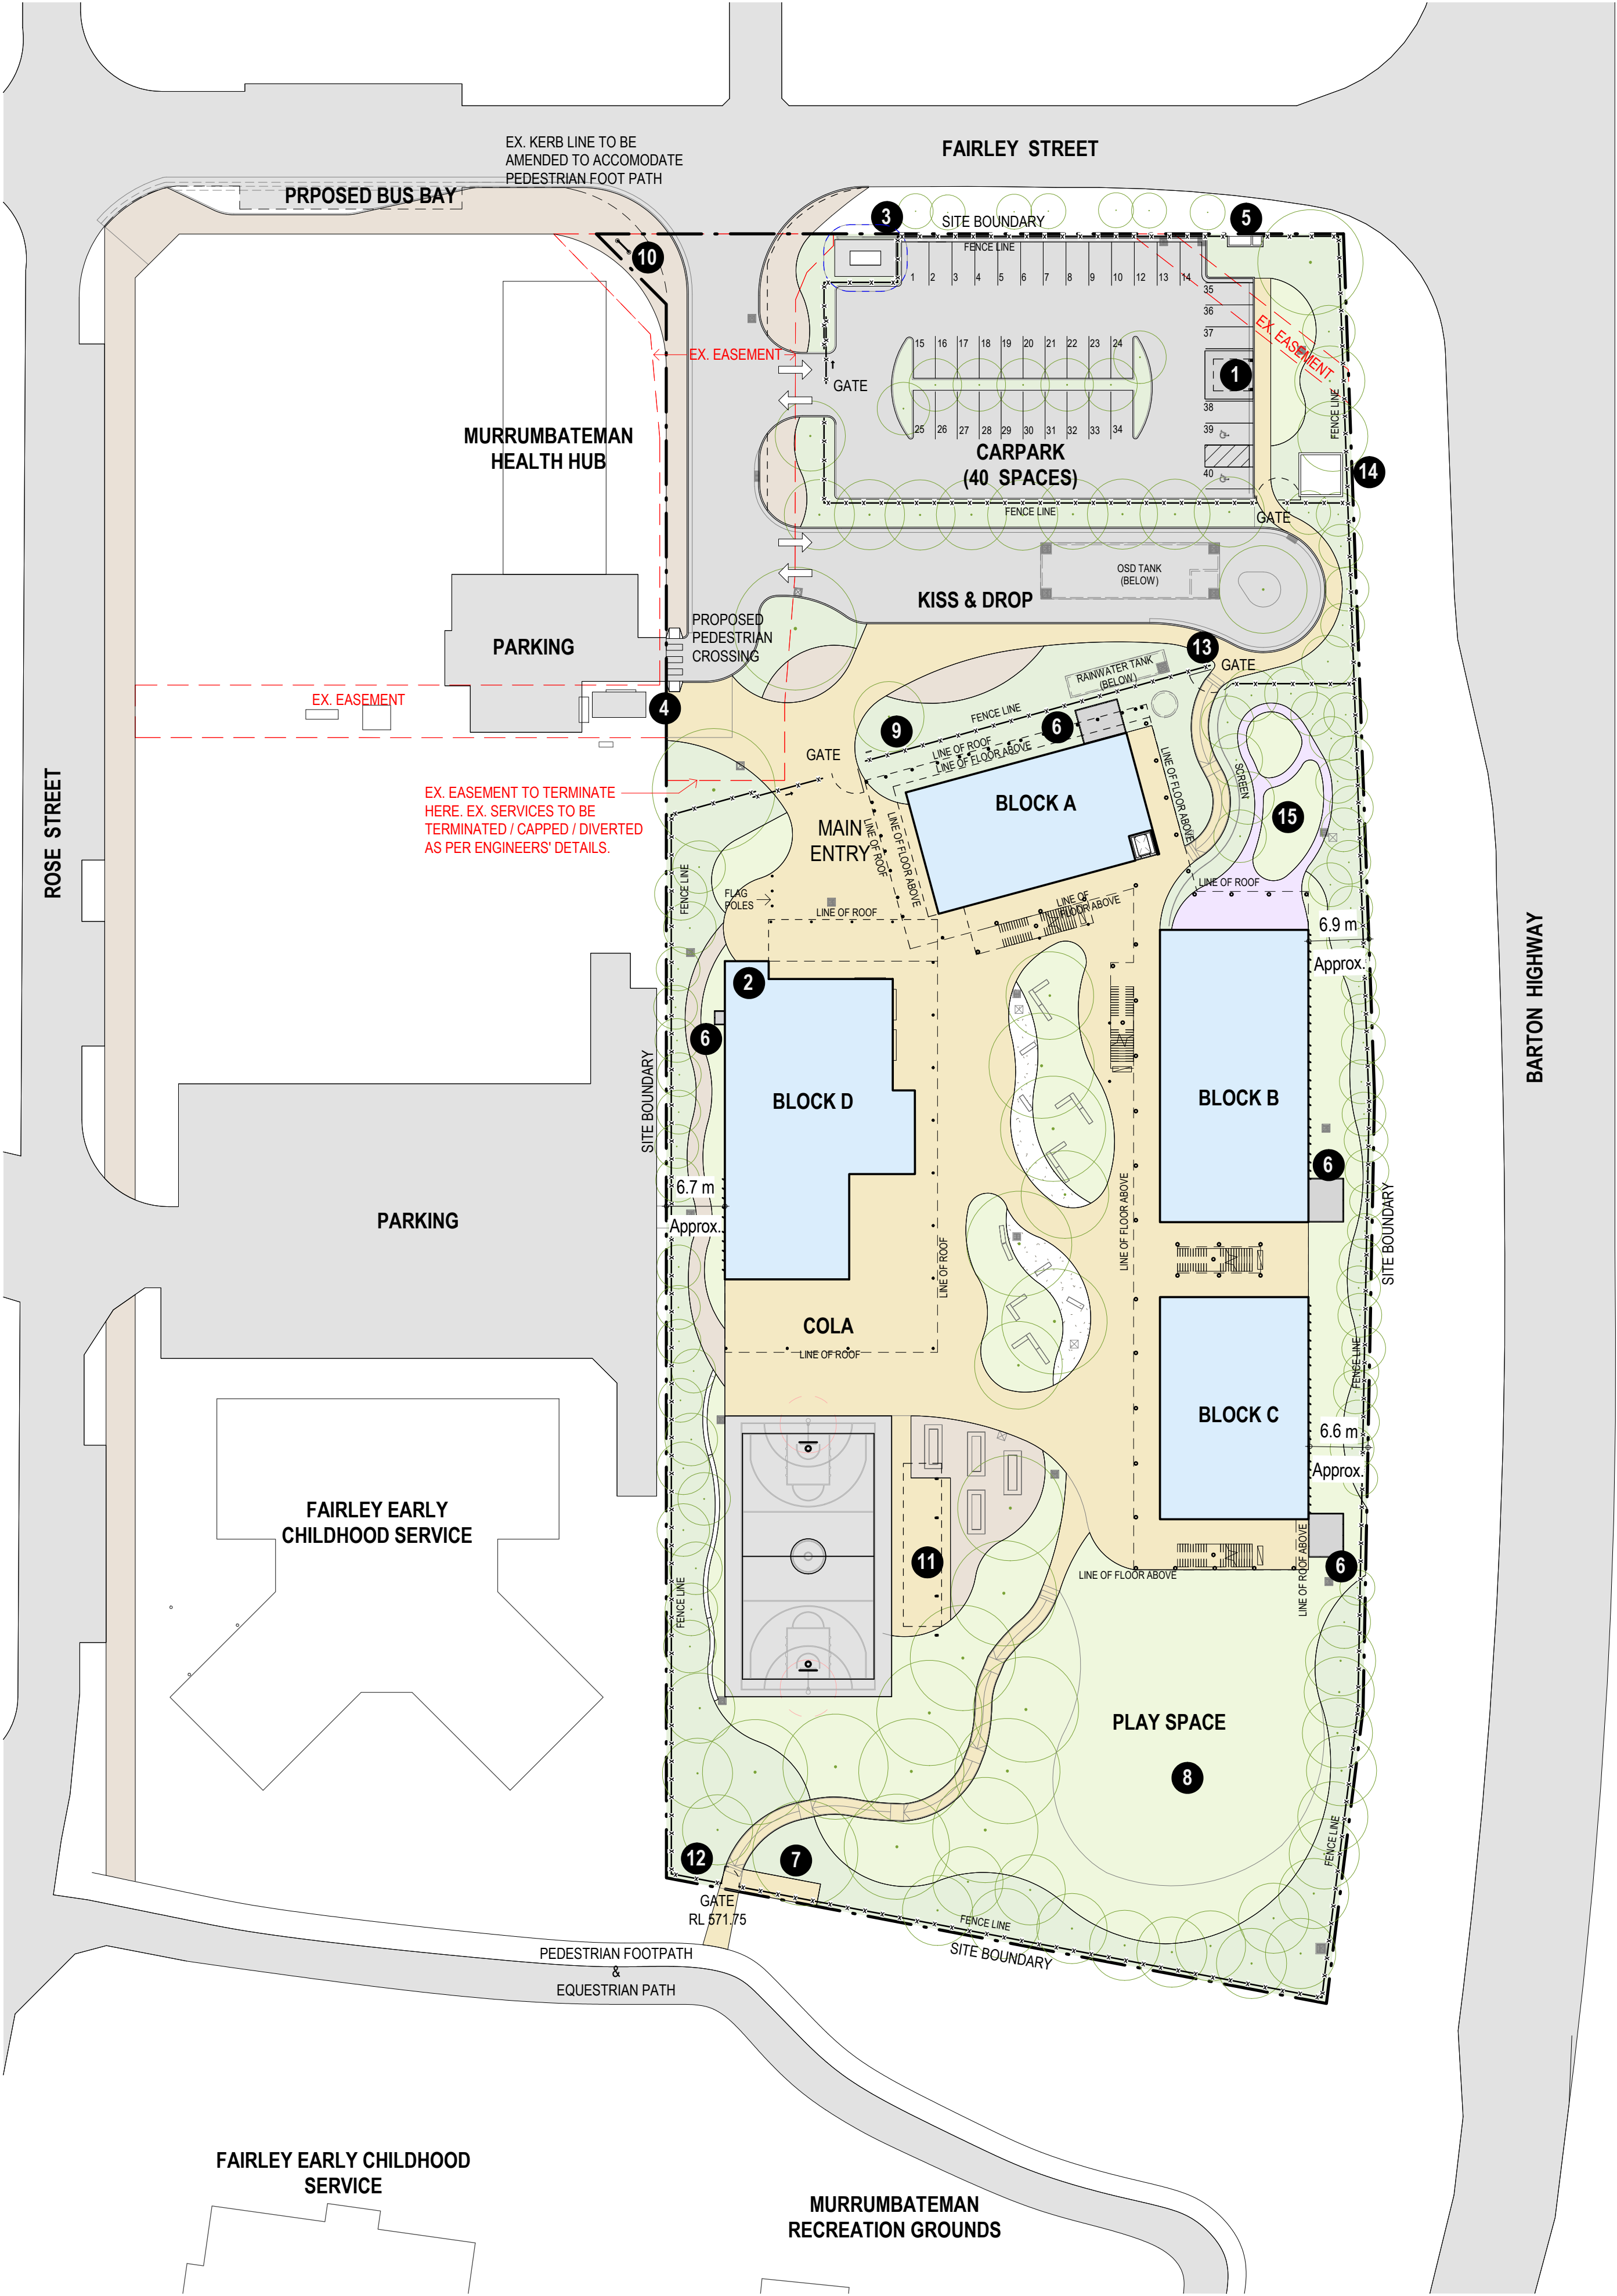 EX. KERB LINE TO BE
AMENDED TO ACCOMODATE
PEDESTRIAN FOOT PATH
FAIRLEY  STREET
PRPOSED BUS BAY
3
SITE BOUNDARY
5
FENCE LINE
10
1
2
3
4
5
6
7
8
9
10
12
13
14
35
36
37
EX. EASEMENT
EX. EASEMENT
15
16
17
18
19
20
21
22
23
24
1
GATE
38
39
40
FENCE LINE
25
26
27
28
29
30
31
32
33
34
MURRUMBATEMAN
HEALTH HUB
CARPARK
(40  SPACES)
14
FENCE LINE
GATE
OSD TANK
(BELOW)
KISS & DROP
PROPOSED
PEDESTRIAN
CROSSING
PARKING
13
GATE
RAINWATER TANK
(BELOW)
EX. EASEMENT
4
9
FENCE LINE
6
LINE OF ROOF
LINE OF FLOOR ABOVE
GATE
LINE OF FLOOR ABOVE
SCREEN
EX. EASEMENT TO TERMINATE
HERE. EX. SERVICES TO BE
TERMINATED / CAPPED / DIVERTED
AS PER ENGINEERS' DETAILS.
BLOCK A
15
MAIN
ENTRY
LINE OF ROOF
LINE OF FLOOR ABOVE
ROSE  STREET
FENCE LINE
FLAG
POLES
LINE OF ROOF
LINE OF
FLOOR ABOVE
LINE OF ROOF
6.9 m
Approx.
BARTON  HIGHWAY
2
6
SITE BOUNDARY
BLOCK D
BLOCK B
6
6.7 m
Approx.
PARKING
LINE OF FLOOR ABOVE
LINE OF ROOF
SITE BOUNDARY
COLA
LINE OF ROOF
FENCE LINE
BLOCK C
6.6 m
Approx.
FAIRLEY EARLY
CHILDHOOD SERVICE
11
FENCE LINE
LINE OF FLOOR ABOVE
LINE OF ROOF ABOVE
6
PLAY SPACE
8
FENCE LINE
12
7
GATE
RL 571.75
FENCE LINE
SITE BOUNDARY
PEDESTRIAN FOOTPATH
&
EQUESTRIAN PATH
FAIRLEY EARLY CHILDHOOD
SERVICE
MURRUMBATEMAN
RECREATION GROUNDS